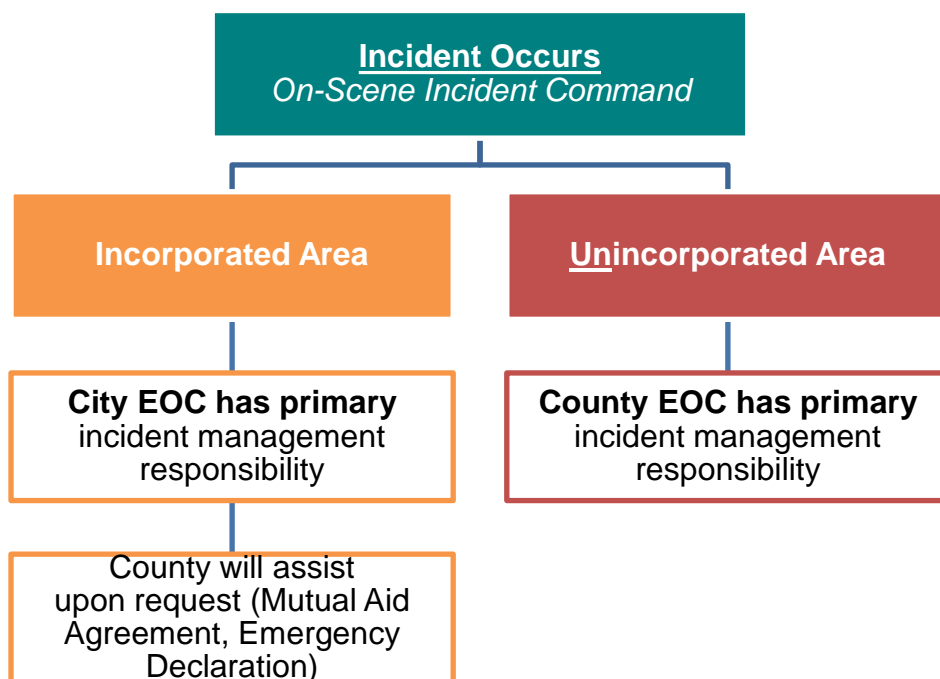 Incident Occurs
On-Scene Incident Command
Incorporated Area
Unincorporated Area
City EOC has primary
incident management
responsibility
County EOC has primary
incident management
responsibility
County will assist
upon request (Mutual Aid
Agreement, Emergency
Declaration)